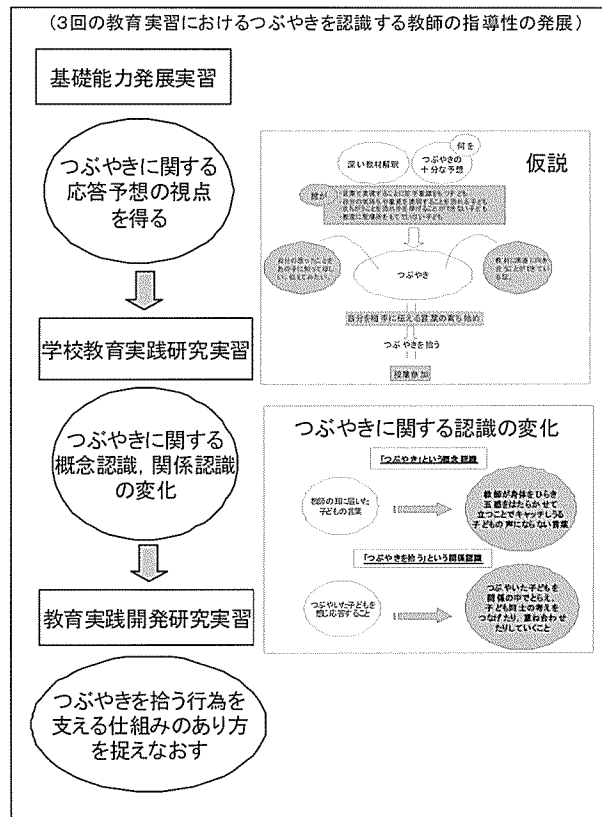 (3回の教育実習におけるつぶやきを認識する教師の指導性の発展)
基礎能力発展実習
つぶやきに関する
応答予想の視点
を得る
学校教育実践研究実習
つぶやきに関する
概念認識,関係認識
の変化
教育実践開発研究実習
つぶやきを拾う行為を
支える仕組みのあり方
を捉えなおす
仮説
深い教材解釈
つぶやきの
十分な予想
何を
誰が
つぶやき
自分を相手に伝える言葉の育ち始め
つぶやきを拾う
授業参加
つぶやきに関する認識の変化
「つぶやき」という概念認識
教師の耳に届いた
子どもの言葉
教師が身体をひらき
五感をはたらかせて
立つことでキャッチしうる
子どもの声にならない言葉
「つぶやきを拾う」という関係認識
つぶやいた子どもを
感じ応答すること
つぶやいた子どもを
関係の中でとらえ、
子ども同士の考えを
つなげたり、重ね合わせ
たりしていくこと